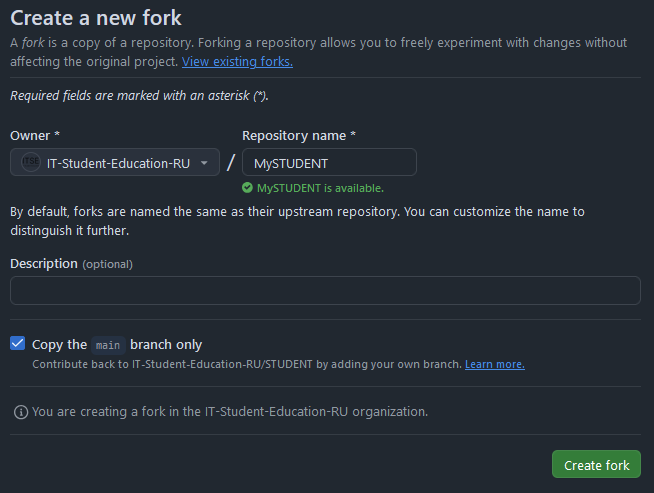 Create a new fork
A fork is a copy of a repository. Forking a repository allows you to freely experiment with changes without
affecting the original project. View existing forks.
Required fields are marked with an asterisk (*).
Owner * Repository name *
IT-Student-Education-RU / MySTUDENT
MySTUDENT is available.
By default, forks are named the same as their upstream repository. You can customize the name to
distinguish it further.
Description (optional)
Copy the main branch only
Contribute back to IT-Student-Education-RU/STUDENT by adding your own branch. Learn more.
You are creating a fork in the IT-Student-Education-RU organization.
Create fork